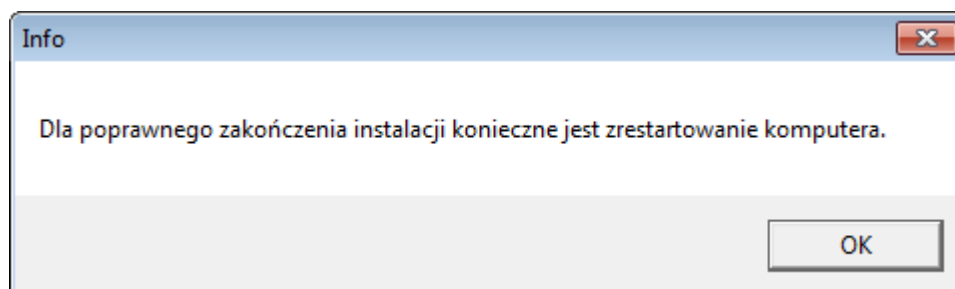 Info
Dla poprawnego zakończenia instalacji konieczne jest zrestartowanie komputera.
OK